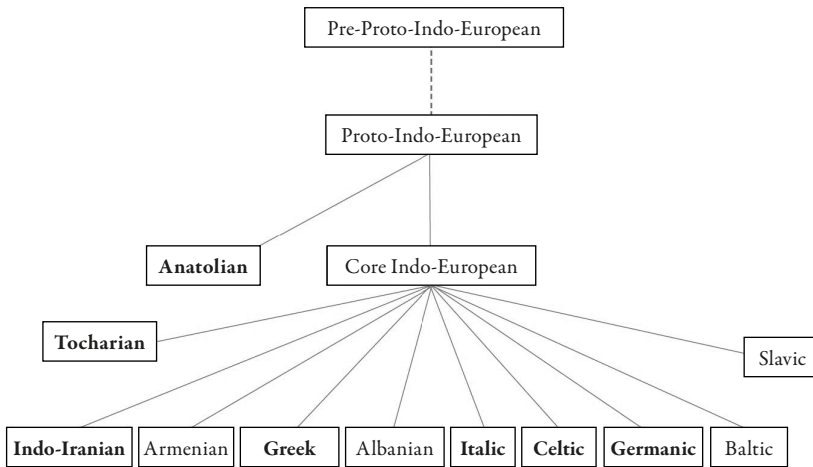 Pre-Proto-Indo-European
Proto-Indo-European
Anatolian
Core Indo-European
Tocharian
Slavic
Indo-Iranian
Armenian
Greek
Albanian
Italic
Celtic
Germanic
Baltic